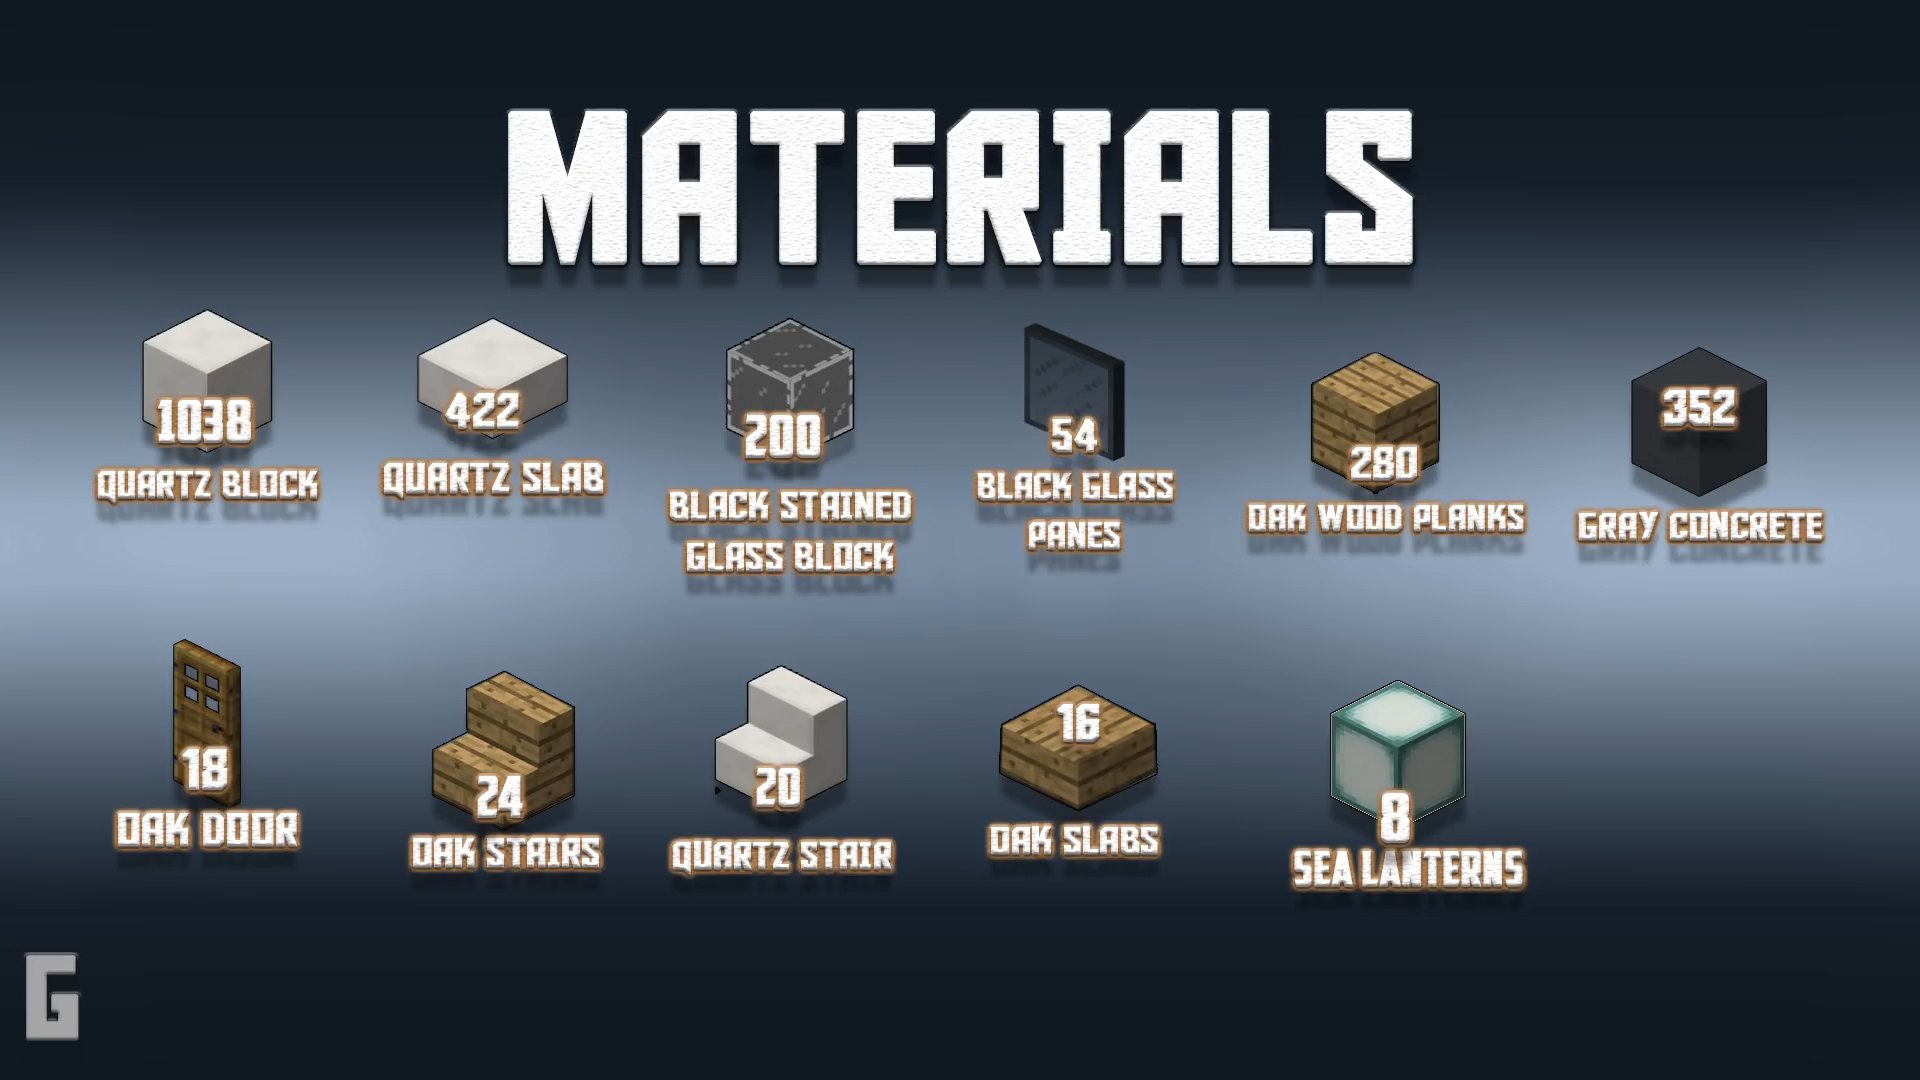 MATERIALS
1038
QUARTZ BLOCK
422
QUARTZ SLAB
200
BLACK STAINED
GLASS BLOCK
54
BLACK GLASS
PANES
280
OAK WOOD PLANKS
352
GRAY CONCRETE
18
OAK DOOR
24
OAK STAIRS
20
QUARTZ STAIR
16
OAK SLABS
8
SEA LANTERNS
G